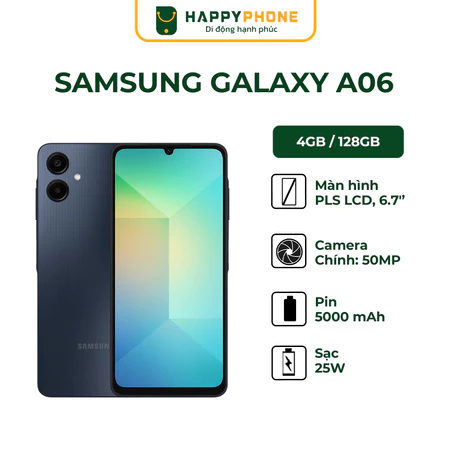 HAPPYPHONE
Di động hạnh phúc
SAMSUNG GALAXY A06
4GB / 128GB
Màn hình
PLS LCD, 6.7"
Camera
Chính: 50MP
Pin
5000 mAh
Sạc
25W
SAMSUNG